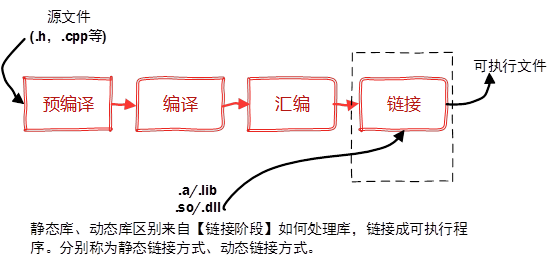 源文件
(.h，.cpp等)
可执行文件
预编译
编译
汇编
链接
.a/.lib
.so/.dll
静态库、动态库区别来自【链接阶段】如何处理库，链接成可执行程
序。分别称为静态链接方式、动态链接方式。